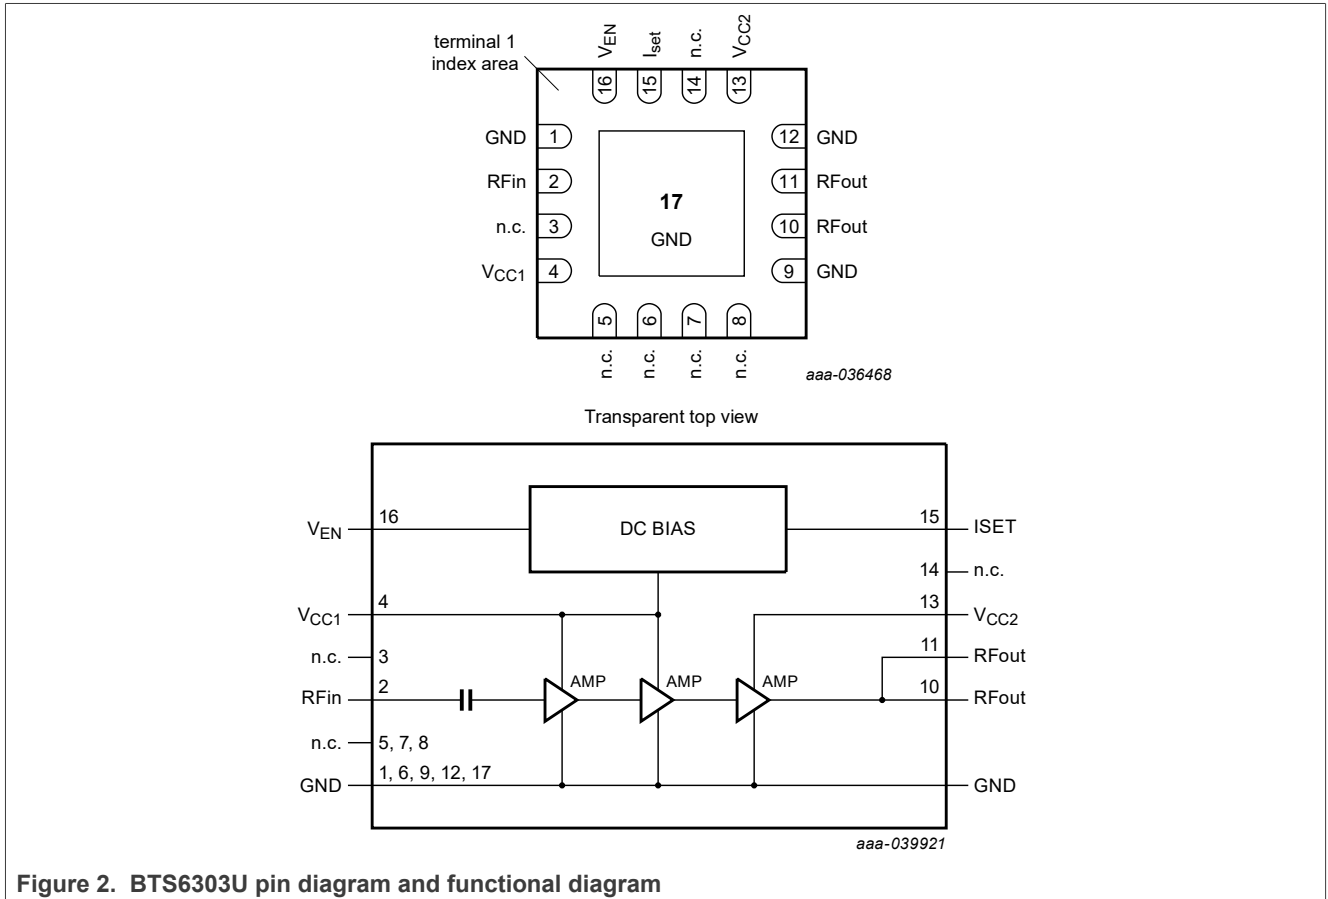 terminal 1
index area
VEN
Iset
n.c.
VCC2
16
15
14
13
GND 1
12 GND
RFin 2
11 RFout
17
n.c. 3
10 RFout
GND
VCC1 4
9 GND
5
6
7
8
n.c.
n.c.
n.c.
n.c.
aaa-036468
Transparent top view
VEN 16
DC BIAS
15 ISET
14 n.c.
VCC1 4
13 VCC2
n.c. 3
11 RFout
RFin 2
AMP
AMP
AMP
10 RFout
n.c. 5, 7, 8
GND 1, 6, 9, 12, 17
GND
aaa-039921
Figure 2. BTS6303U pin diagram and functional diagram